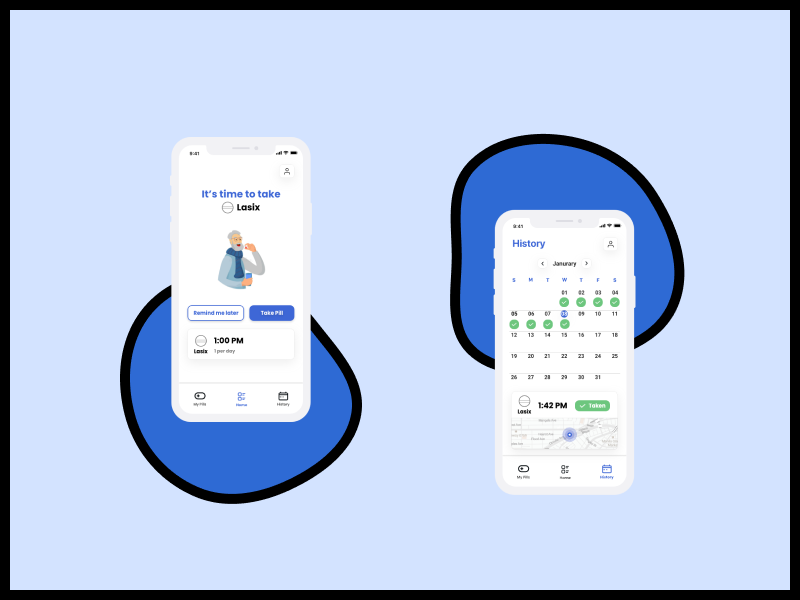 9:41
It's time to take
Lasix
Remind me later
Take Pill
1:00 PM
Lasix
1 per day
My Pills
Home
History
9:41
History
Janurary
S M T W T F S
01 02 03 04
05 06 07 08 09 10 11
12 13 14 15 16 17 18
19 20 21 22 23 24 25
26 27 28 29 30 31
1:42 PM
Taken
Lasix
My Pills
Home
History